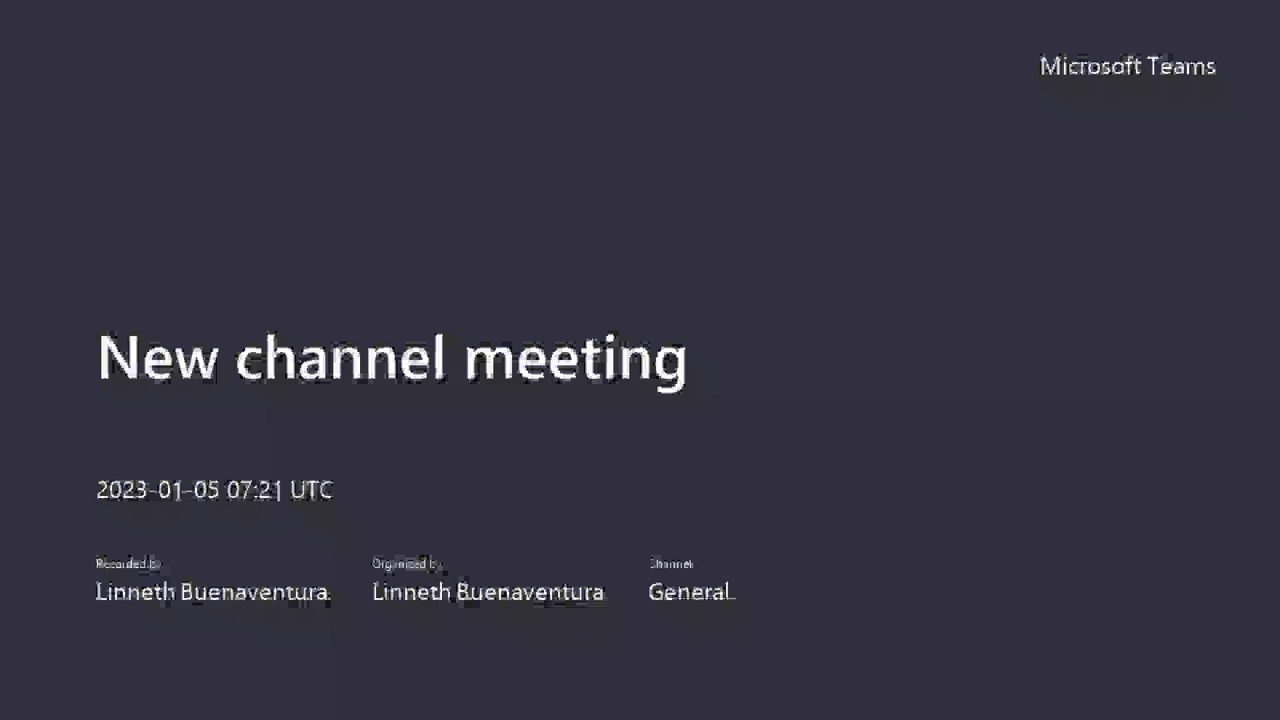 Microsoft Teams
New channel meeting
2023-01-05 07:21 UTC
Recorded by Organized by Channel
Linneth Buenaventura Linneth Buenaventura General